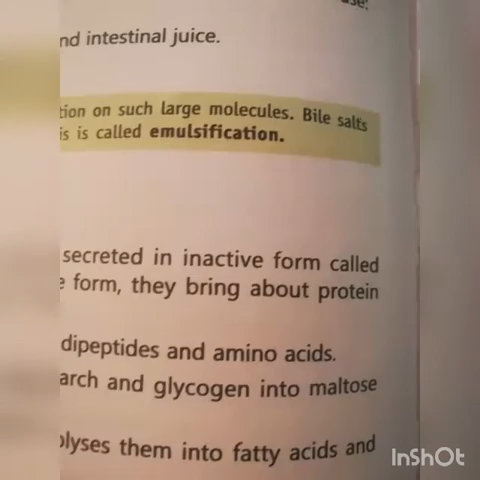 nd intestinal juice.
tion on such large molecules. Bile salts
is is called emulsification.
secreted in inactive form called
e form, they bring about protein
dipeptides and amino acids.
arch and glycogen into maltose
olyses them into fatty acids and
InShOt